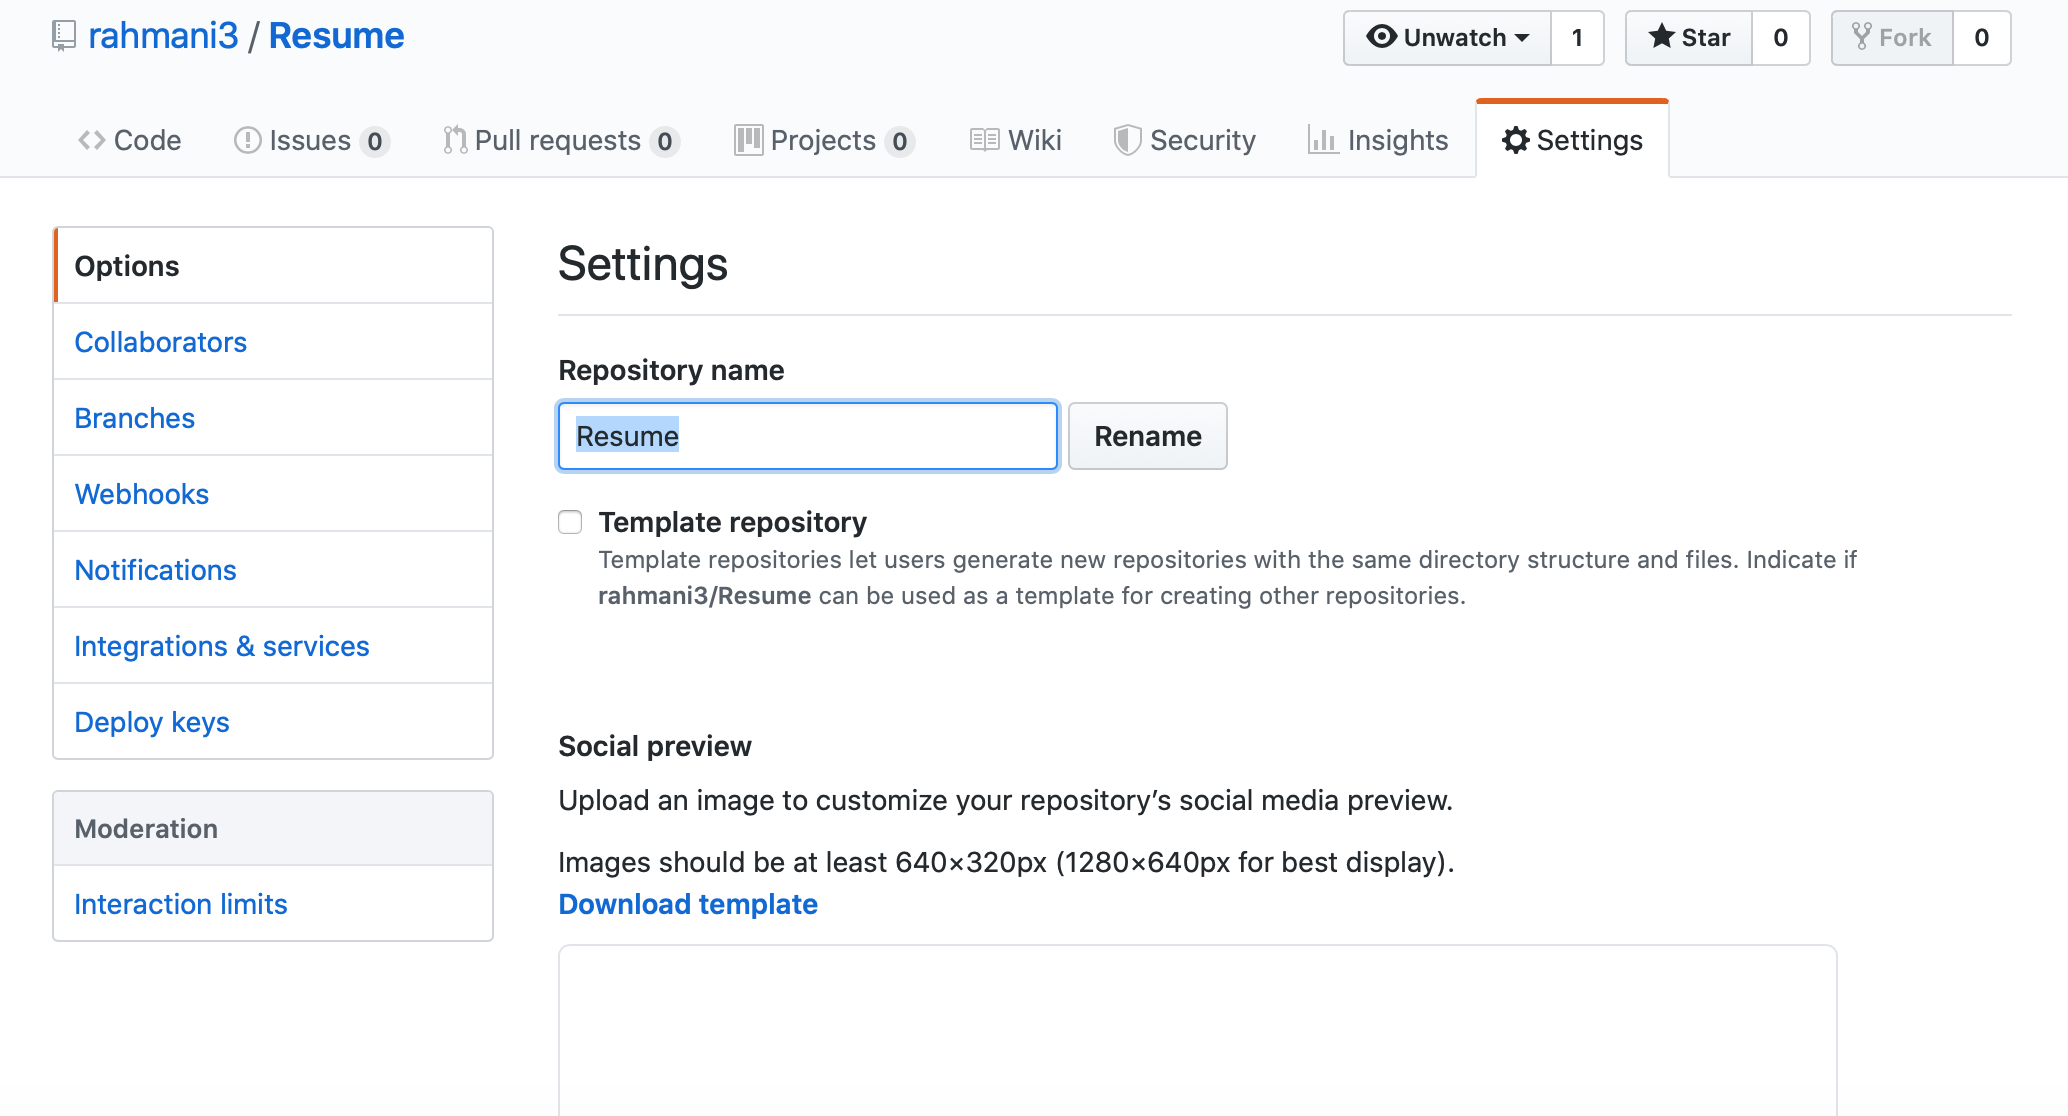 rahmani3 / Resume
Unwatch 1 Star 0 Fork 0
Code Issues 0 Pull requests 0 Projects 0 Wiki Security Insights Settings
Options
Collaborators
Branches
Webhooks
Notifications
Integrations & services
Deploy keys
Moderation
Interaction limits
Settings
Repository name
Resume Rename
Template repository
Template repositories let users generate new repositories with the same directory structure and files. Indicate if
rahmani3/Resume can be used as a template for creating other repositories.
Social preview
Upload an image to customize your repository’s social media preview.
Images should be at least 640×320px (1280×640px for best display).
Download template